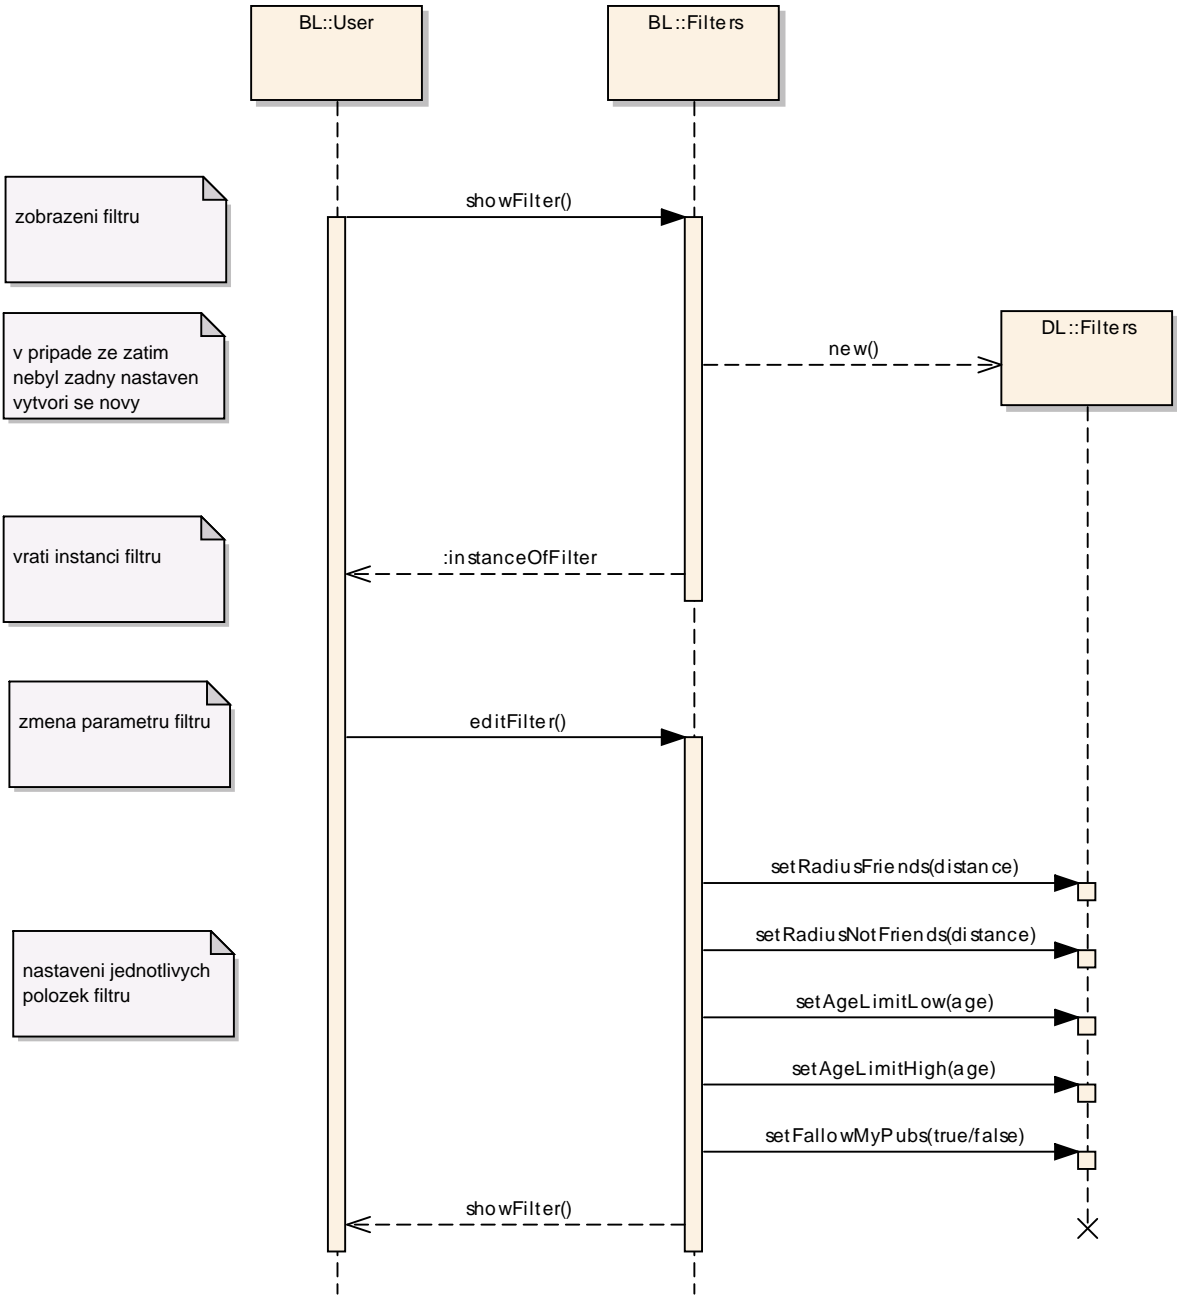 BL::User
BL::Filters
zobrazeni filtru
showFilter()
v pripade ze zatim
nebyl zadny nastaven
vytvori se novy
new()
DL::Filters
vrati instanci filtru
:instanceOfFilter
zmena parametru filtru
editFilter()
setRadiusFriends(distance)
nastaveni jednotlivych
polozek filtru
setRadiusNotFriends(distance)
setAgeLimitLow(age)
setAgeLimitHigh(age)
setFallowMyPubs(true/false)
showFilter()